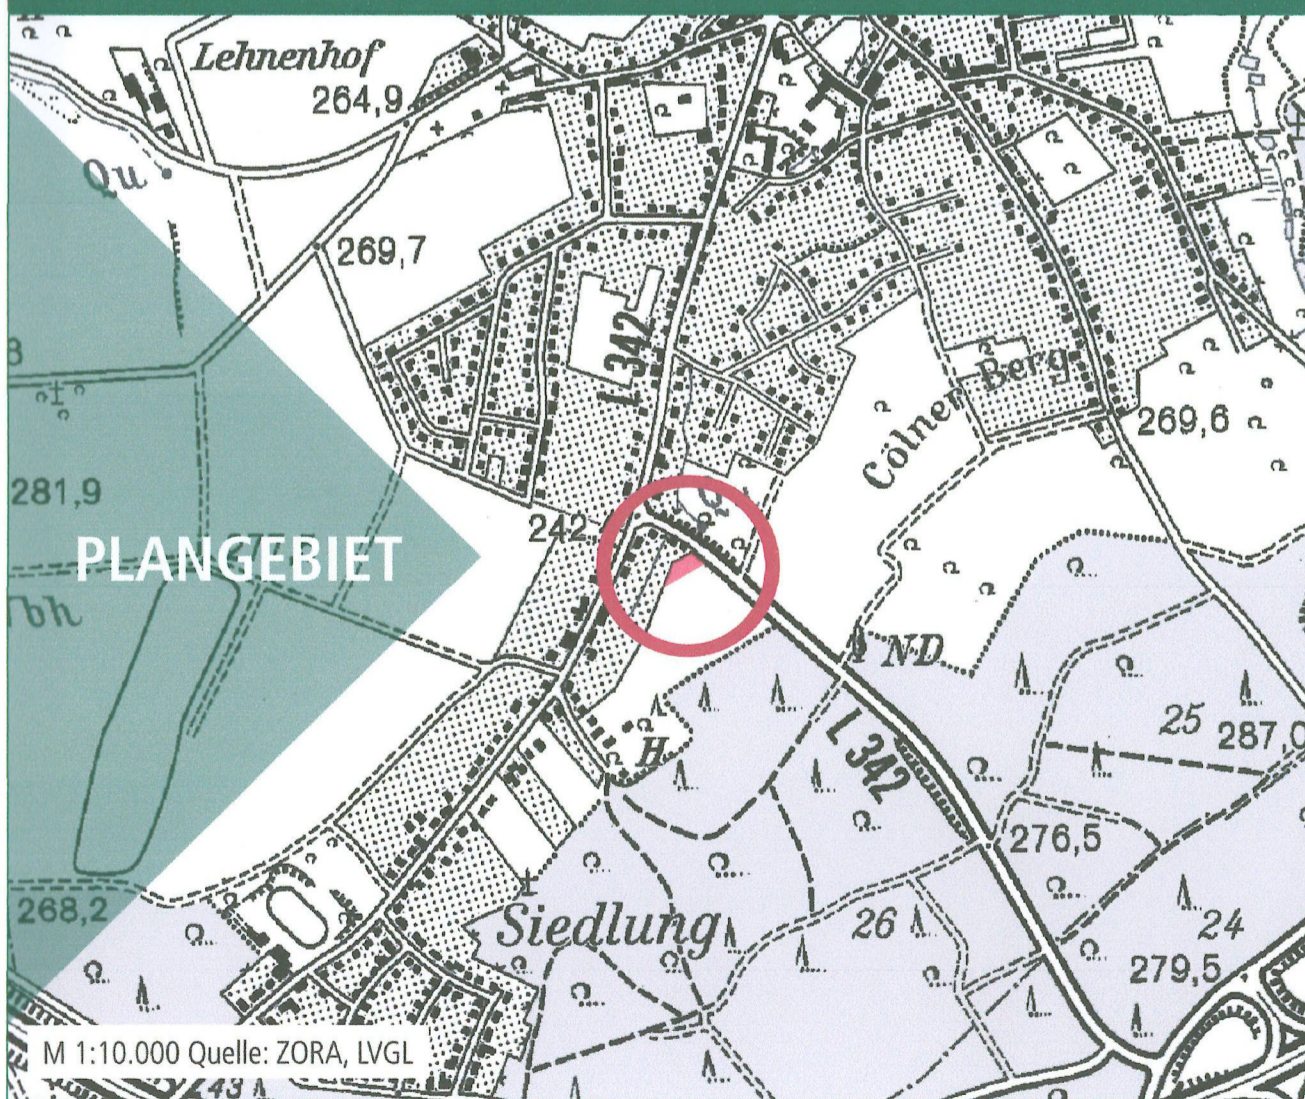 Lehnenhof
264,9
Qu
269,7
L 342
Cölner Berg
269,6
281,9
242
PLANGEBIET
bh
N-D
H
L 342
25
287,0
276,5
268,2
Siedlung
26
24
279,5
M 1:10.000 Quelle: ZORA, LVGL